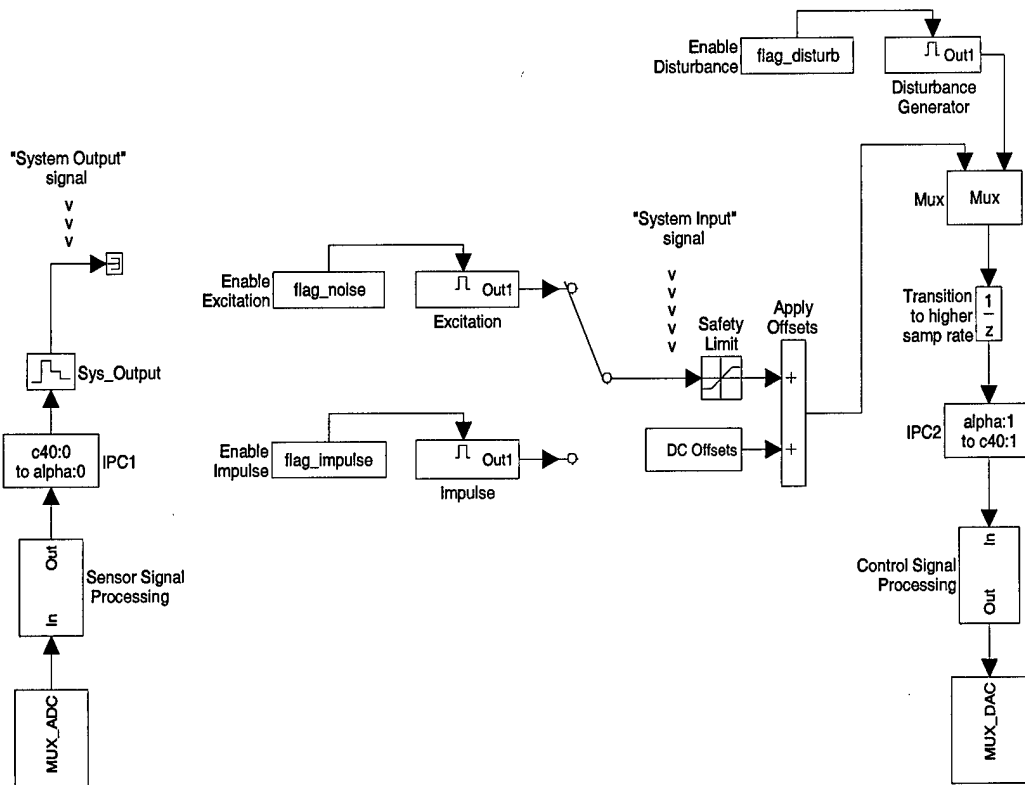 Enable
Disturbance
flag_disturb
Out1
Disturbance
Generator
"System Output"
signal
v
v
v
Mux
Mux
"System Input"
signal
v
v
v
v
v
Enable
Excitation
flag_noise
Out1
Excitation
Safety
Limit
Apply
Offsets
Transition
to higher
samp rate
1
z
Sys_Output
+
c40:0
to alpha:0
IPC1
Enable
Impulse
flag_impulse
Out1
Impulse
DC Offsets
+
IPC2
alpha:1
to c40:1
Out
In
Sensor Signal
Processing
Control Signal
Processing
In
Out
MUX_ADC
MUX_DAC